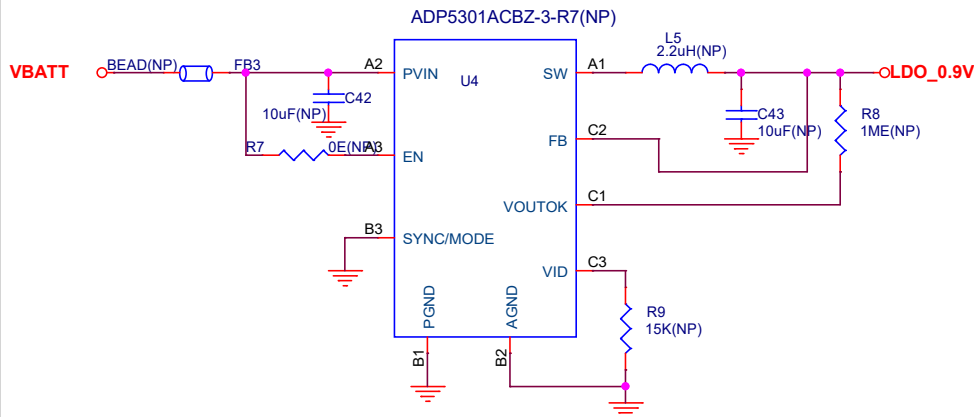 ADP5301ACBZ-3-R7(NP)
VBATT
BEAD(NP)
FB3
A2
PVIN
U4
SW
A1
L5
2.2uH(NP)
LDO_0.9V
C42
10uF(NP)
C43
10uF(NP)
R8
1ME(NP)
R7
0E(NP)
A3
EN
FB
C2
VOUTOK
C1
B3
SYNC/MODE
VID
C3
PGND
AGND
B1
B2
R9
15K(NP)